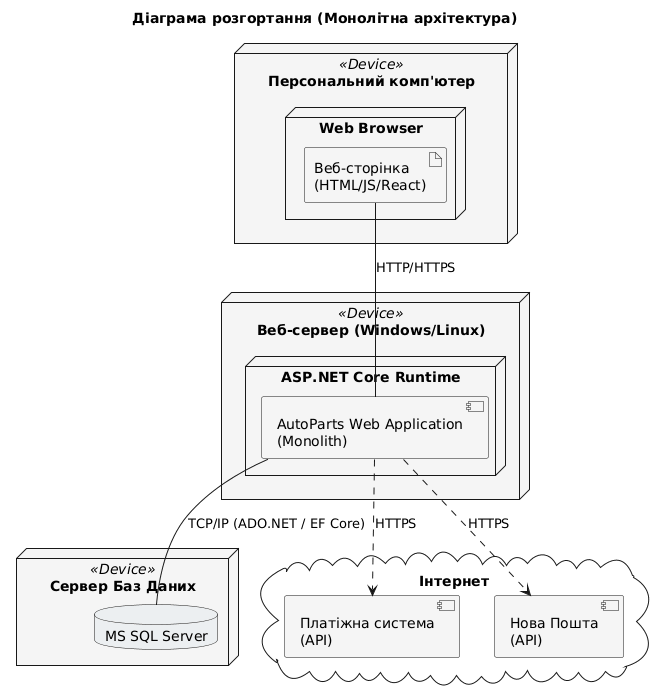 Діаграма розгортання (Монолітна архітектура)
«Device»
Персональний комп'ютер
Web Browser
Веб-сторінка
(HTML/JS/React)
HTTP/HTTPS
«Device»
Веб-сервер (Windows/Linux)
ASP.NET Core Runtime
AutoParts Web Application
(Monolith)
TCP/IP (ADO.NET / EF Core)
HTTPS
HTTPS
«Device»
Сервер Баз Даних
MS SQL Server
Інтернет
Платіжна система
(API)
Нова Пошта
(API)